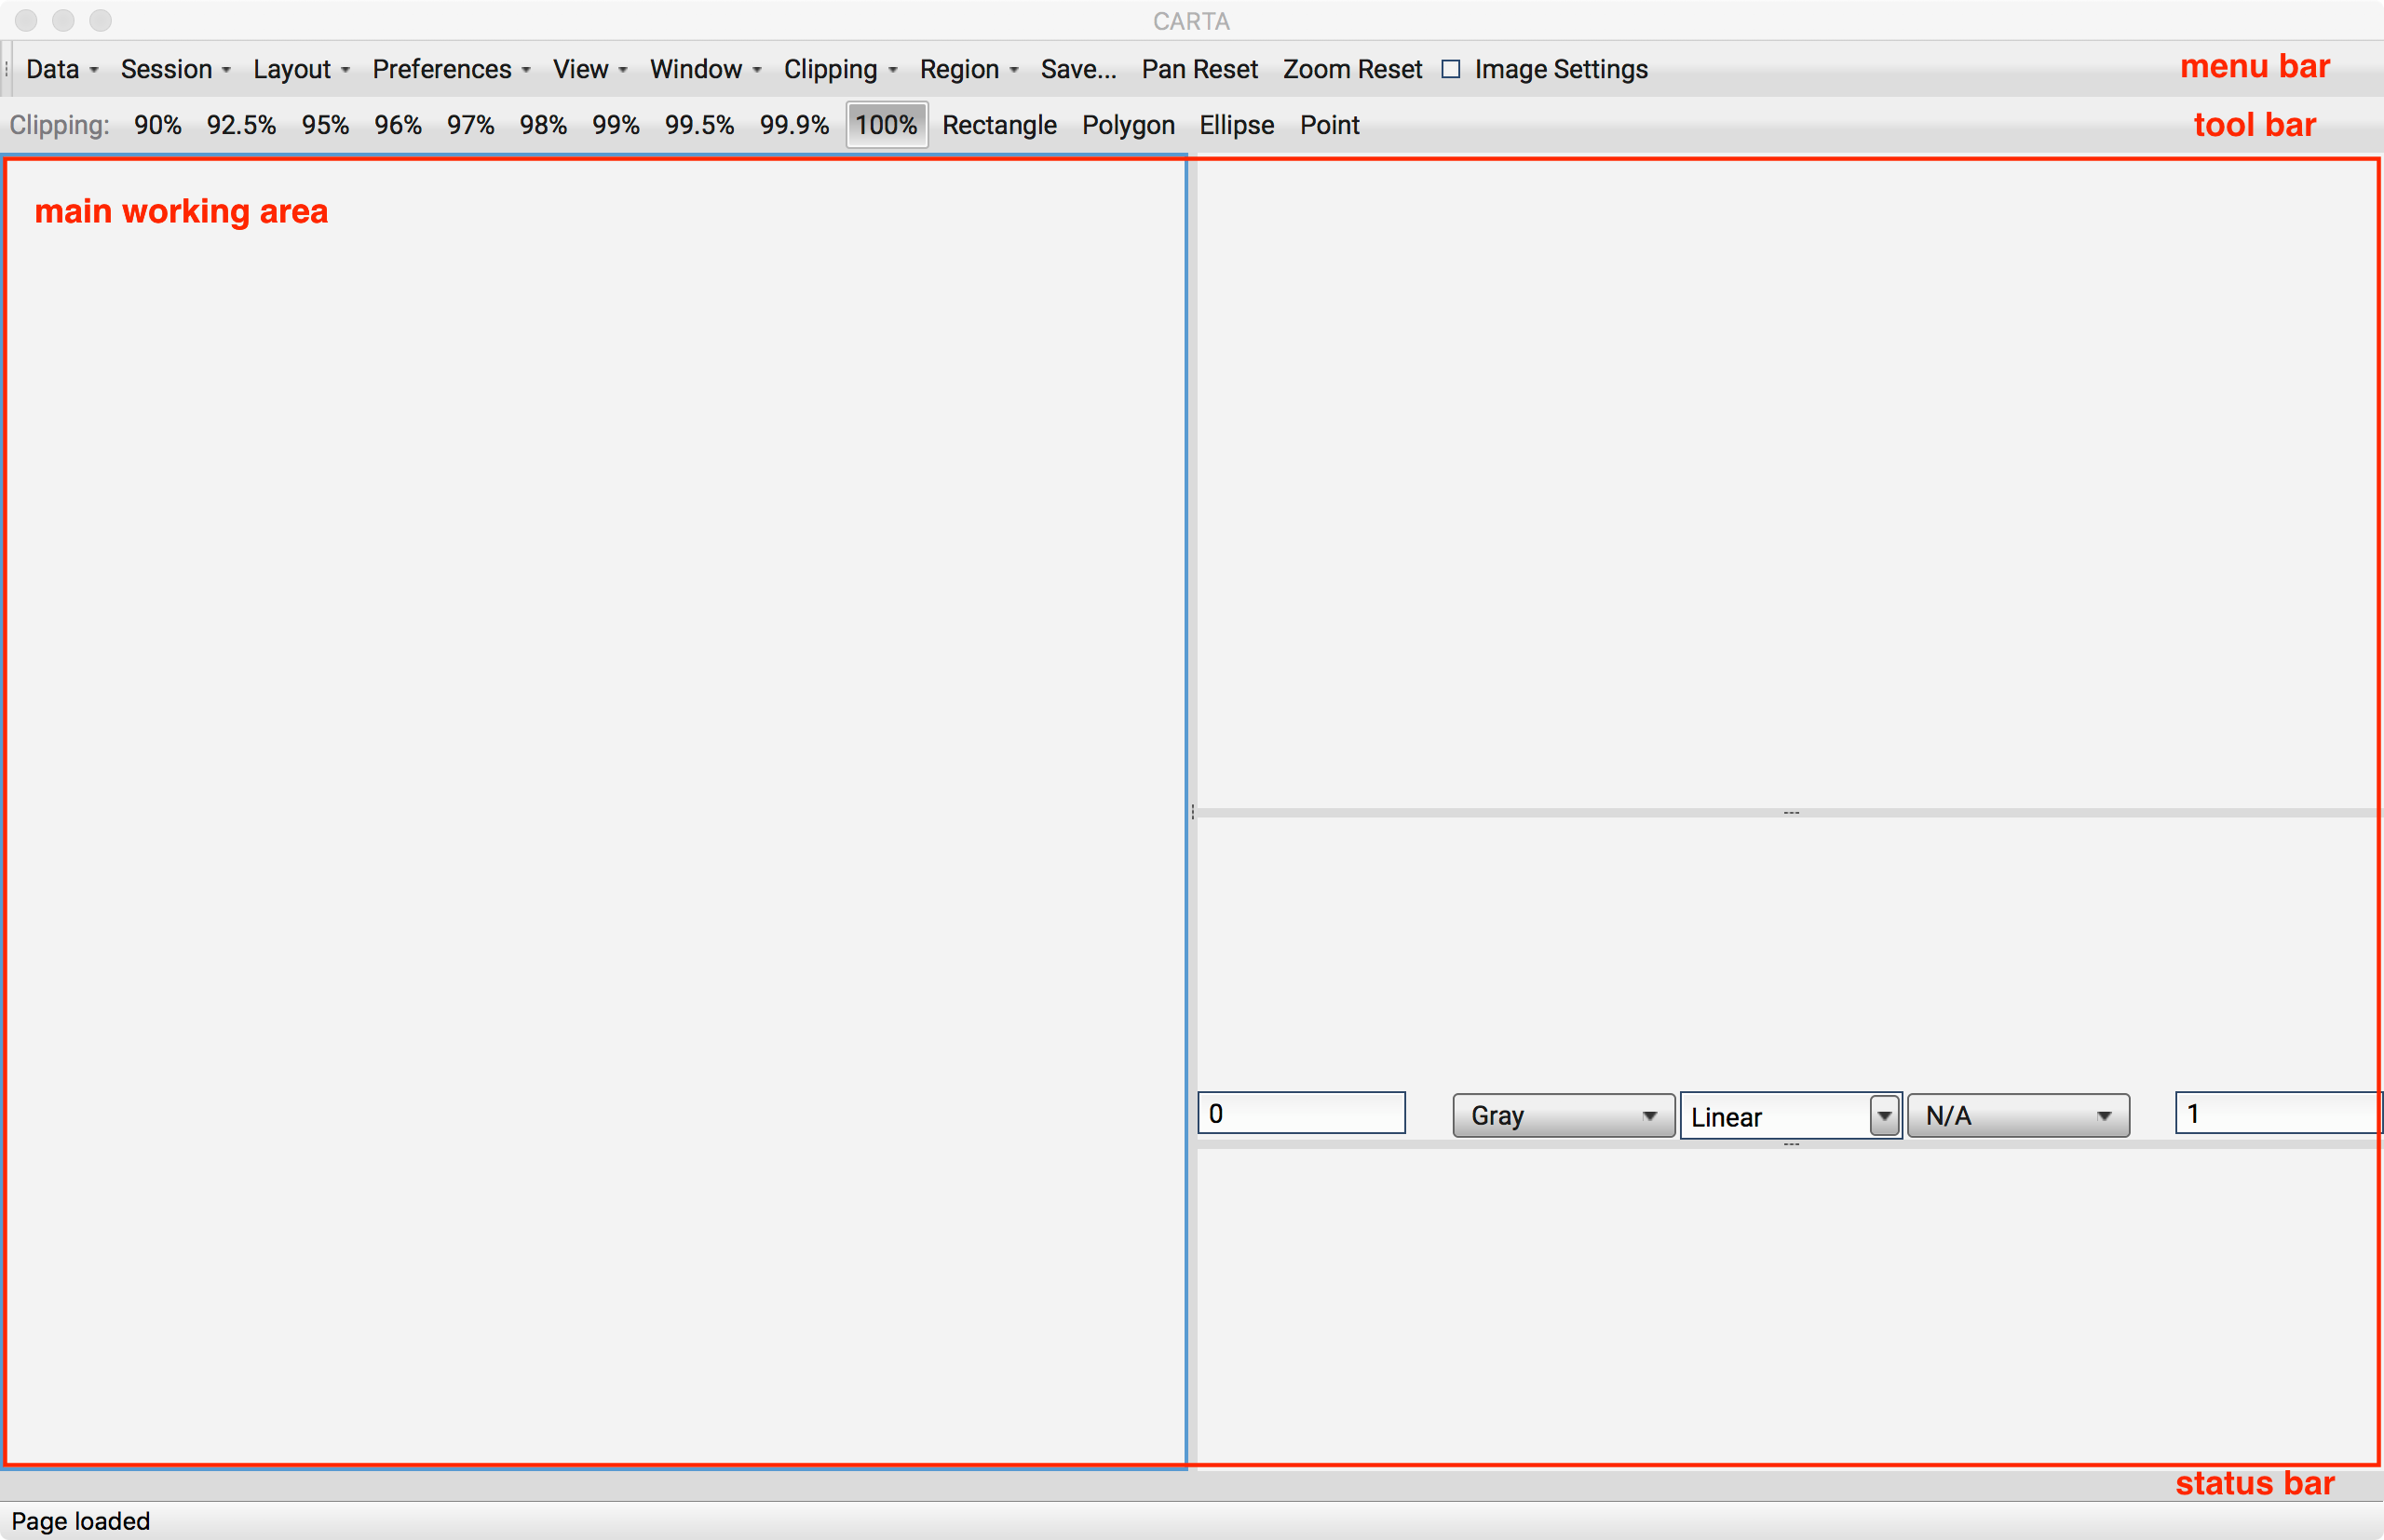 CARTA
Data Session Layout Preferences View Window Clipping Region Save... Pan Reset Zoom Reset Image Settings menu bar
Clipping: 90% 92.5% 95% 96% 97% 98% 99% 99.5% 99.9% 100% Rectangle Polygon Ellipse Point tool bar
main working area
0 Gray Linear N/A 1
status bar
Page loaded